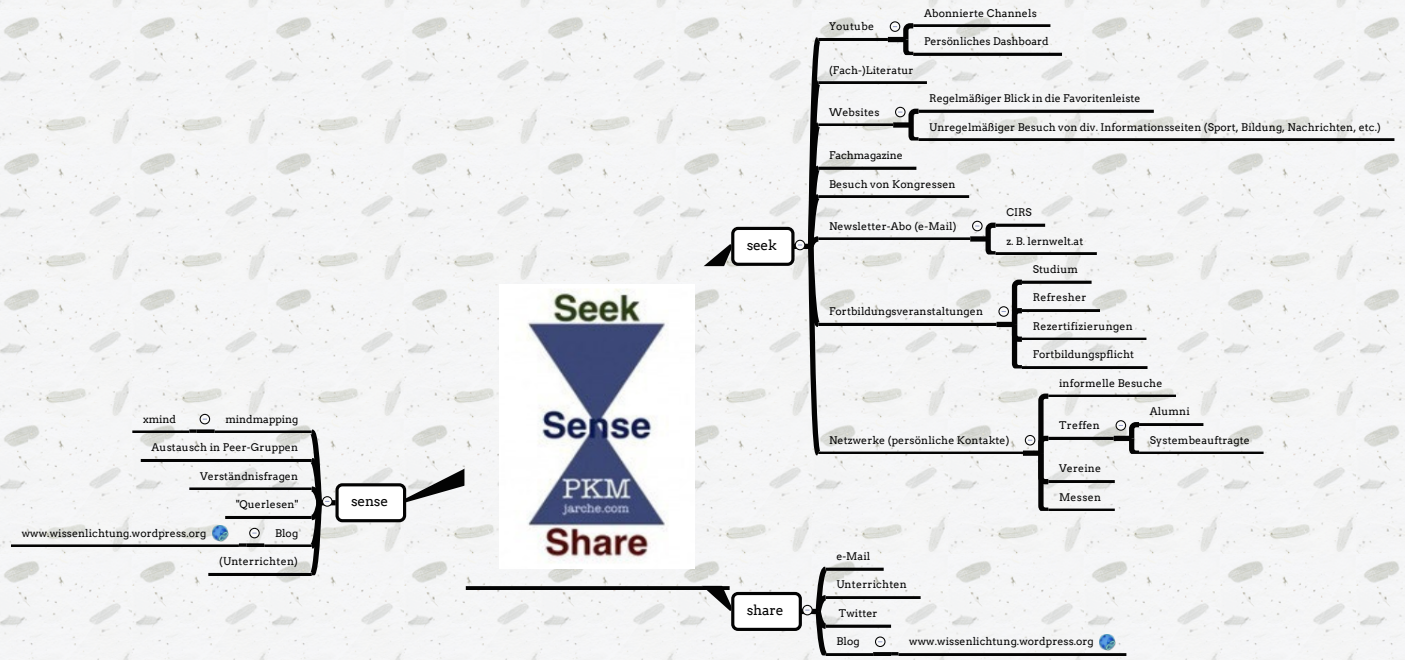 seek
Youtube
Abonnierte Channels
Persönliches Dashboard
(Fach-)Literatur
Websites
Regelmäßiger Blick in die Favoritenleiste
Unregelmäßiger Besuch von div. Informationsseiten (Sport, Bildung, Nachrichten, etc.)
Fachmagazine
Besuch von Kongressen
Newsletter-Abo (e-Mail)
CIRS
z. B. lernwelt.at
Fortbildungsveranstaltungen
Studium
Refresher
Rezertifizierungen
Fortbildungspflicht
Netzwerke (persönliche Kontakte)
informelle Besuche
Treffen
Alumni
Systembeauftragte
Vereine
Messen
Seek
Sense
PKM
jarche.com
Share
sense
mindmapping
xmind
Austausch in Peer-Gruppen
Verständnisfragen
"Querlesen"
Blog
www.wissenlichtung.wordpress.org
(Unterrichten)
share
e-Mail
Unterrichten
Twitter
Blog
www.wissenlichtung.wordpress.org